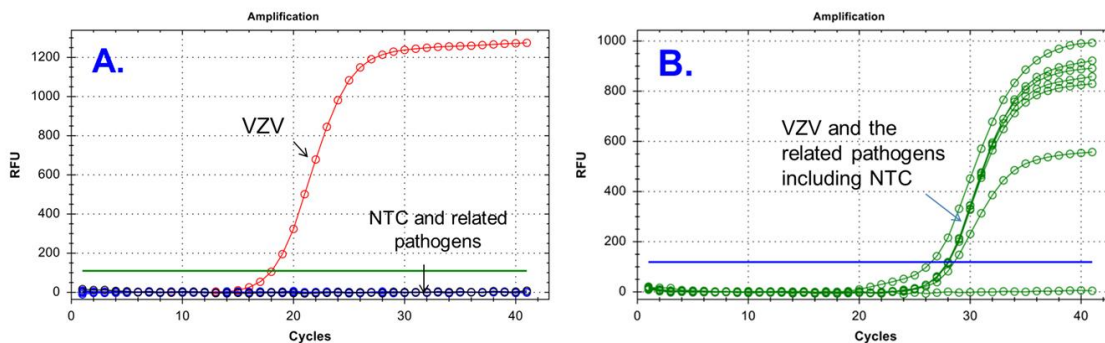 Amplification
A.
1200
1000
800
600
400
200
0
RFU
VZV
NTC and related
pathogens
0
10
20
30
40
Cycles
Amplification
B.
1000
800
600
400
200
0
RFU
VZV and the
related pathogens
including NTC
0
10
20
30
40
Cycles